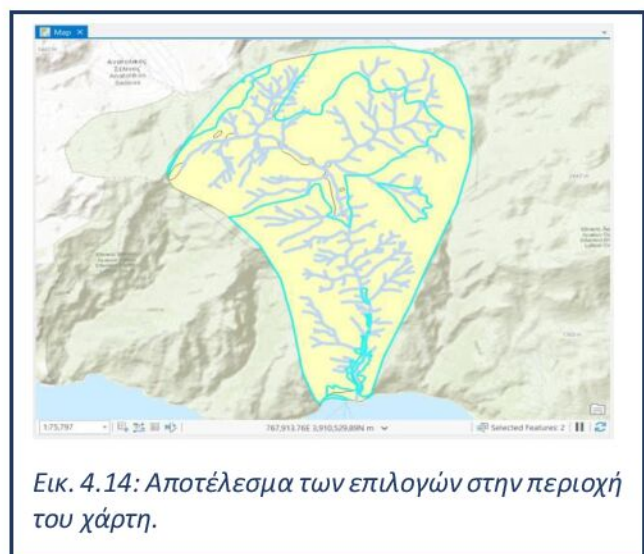 Map
1:75,797
767,913.76E 3,910,529.89N m
Selected Features: 2
Εικ. 4.14: Αποτέλεσμα των επιλογών στην περιοχή
του χάρτη.